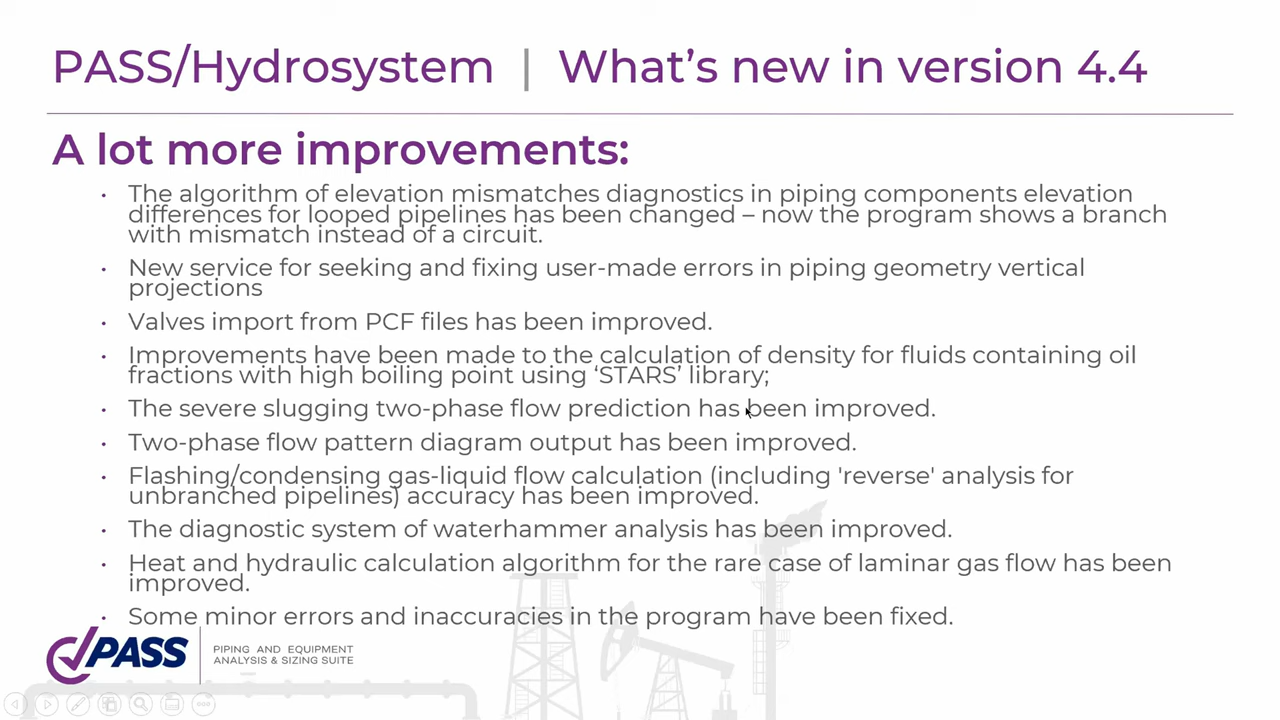 PASS/Hydrosystem | What's new in version 4.4
A lot more improvements:
• The algorithm of elevation mismatches diagnostics in piping components elevation
differences for looped pipelines has been changed – now the program shows a branch
with mismatch instead of a circuit.
• New service for seeking and fixing user-made errors in piping geometry vertical
projections
• Valves import from PCF files has been improved.
• Improvements have been made to the calculation of density for fluids containing oil
fractions with high boiling point using ‘STARS’ library;
• The severe slugging two-phase flow prediction has been improved.
• Two-phase flow pattern diagram output has been improved.
• Flashing/condensing gas-liquid flow calculation (including 'reverse' analysis for
unbranched pipelines) accuracy has been improved.
• The diagnostic system of waterhammer analysis has been improved.
• Heat and hydraulic calculation algorithm for the rare case of laminar gas flow has been
improved.
• Some minor errors and inaccuracies in the program have been fixed.
PASS
PIPING AND EQUIPMENT
ANALYSIS & SIZING SUITE